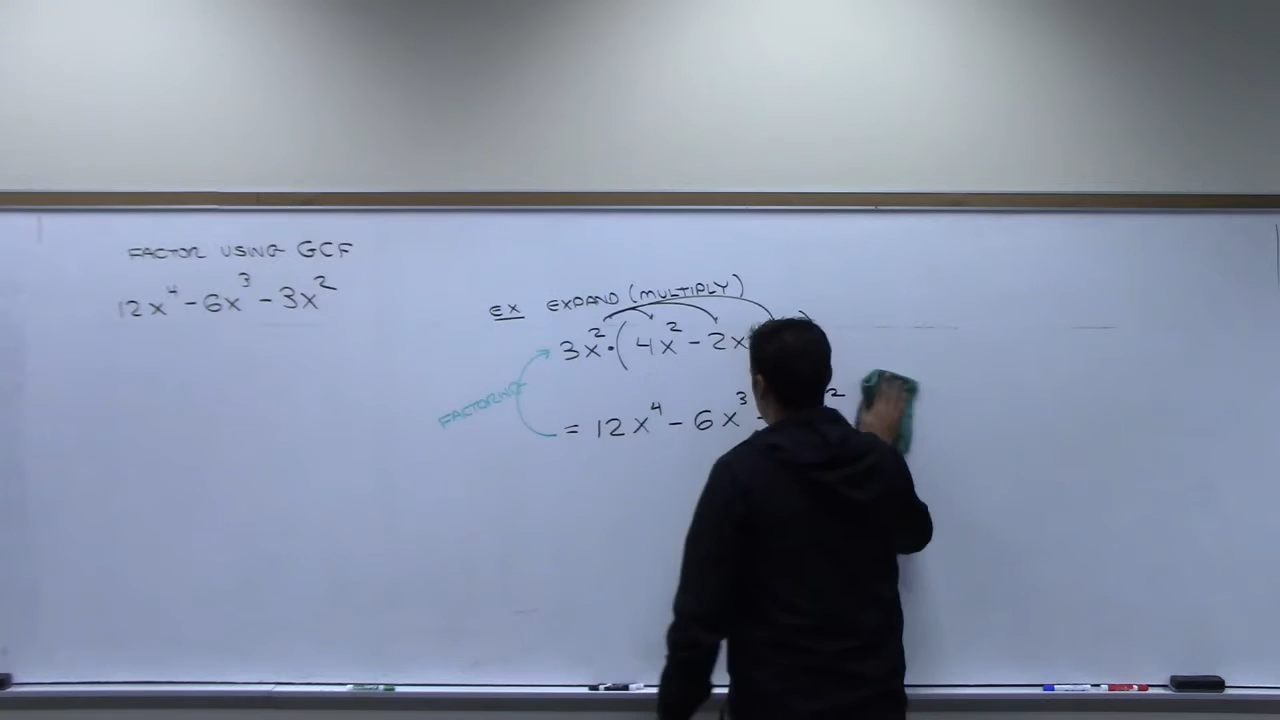 FACTOR USING GCF
12x⁴ - 6x³ - 3x²
EX EXPAND (MULTIPLY)
3x² · (4x² - 2x
FACTORING
= 12x⁴ - 6x³ -